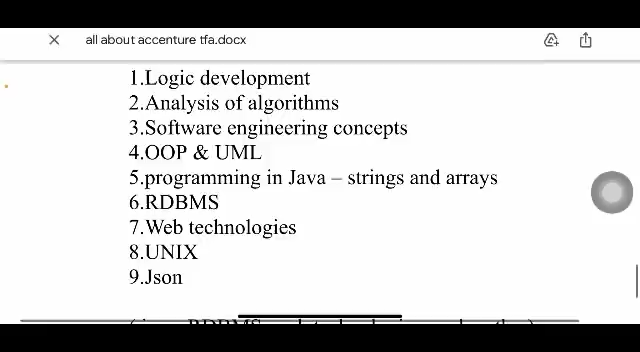 all about accenture tfa.docx
1.Logic development
2.Analysis of algorithms
3.Software engineering concepts
4.OOP & UML
5.programming in Java – strings and arrays
6.RDBMS
7.Web technologies
8.UNIX
9.Json